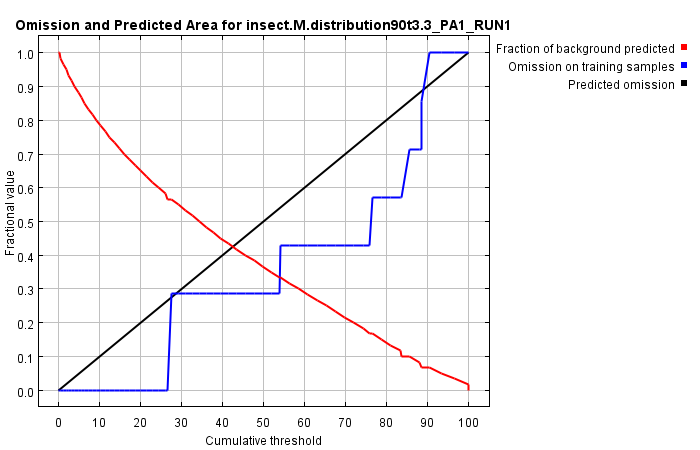 Omission and Predicted Area for insect.M.distribution90t3.3_PA1_RUN1
Fraction of background predicted
Omission on training samples
Predicted omission
Fractional value
1.0
0.9
0.8
0.7
0.6
0.5
0.4
0.3
0.2
0.1
0.0
0 10 20 30 40 50 60 70 80 90 100
Cumulative threshold